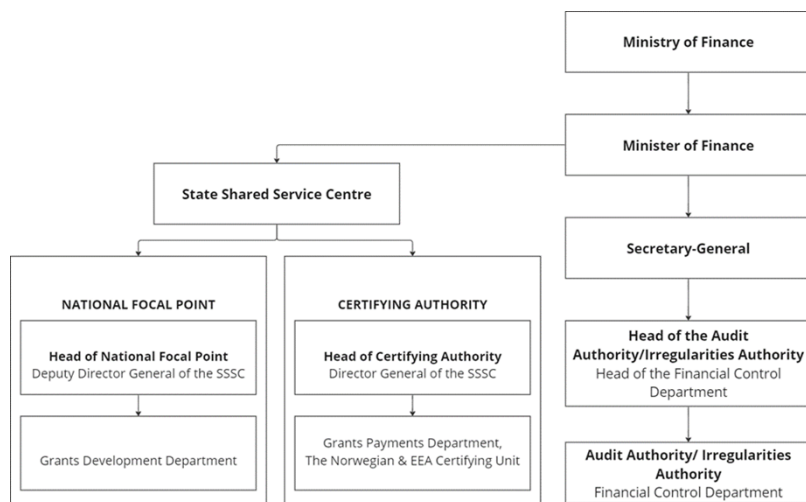 Ministry of Finance
Minister of Finance
State Shared Service Centre
Secretary-General
NATIONAL FOCAL POINT
Head of National Focal Point
Deputy Director General of the SSSC
Grants Development Department
CERTIFYING AUTHORITY
Head of Certifying Authority
Director General of the SSSC
Grants Payments Department,
The Norwegian & EEA Certifying Unit
Head of the Audit
Authority/Irregularities Authority
Head of the Financial Control
Department
Audit Authority/ Irregularities
Authority
Financial Control Department